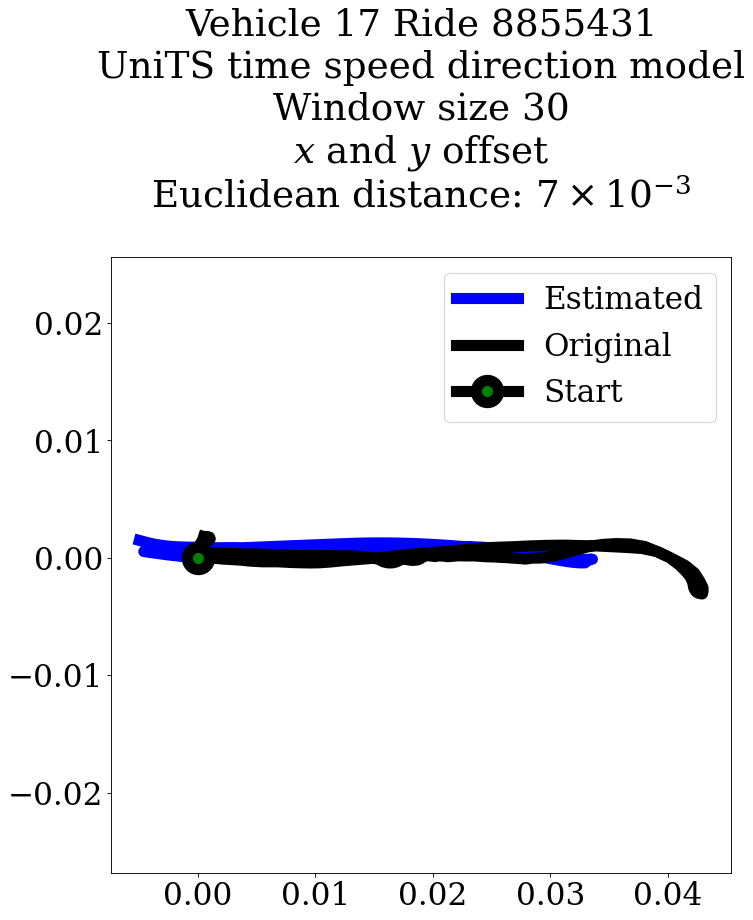 Vehicle 17 Ride 8855431
UniTS time speed direction model
Window size 30
x and y offset
Euclidean distance: 7 × 10⁻³
Estimated
Original
Start
0.02
0.01
0.00
−0.01
−0.02
0.00 0.01 0.02 0.03 0.04